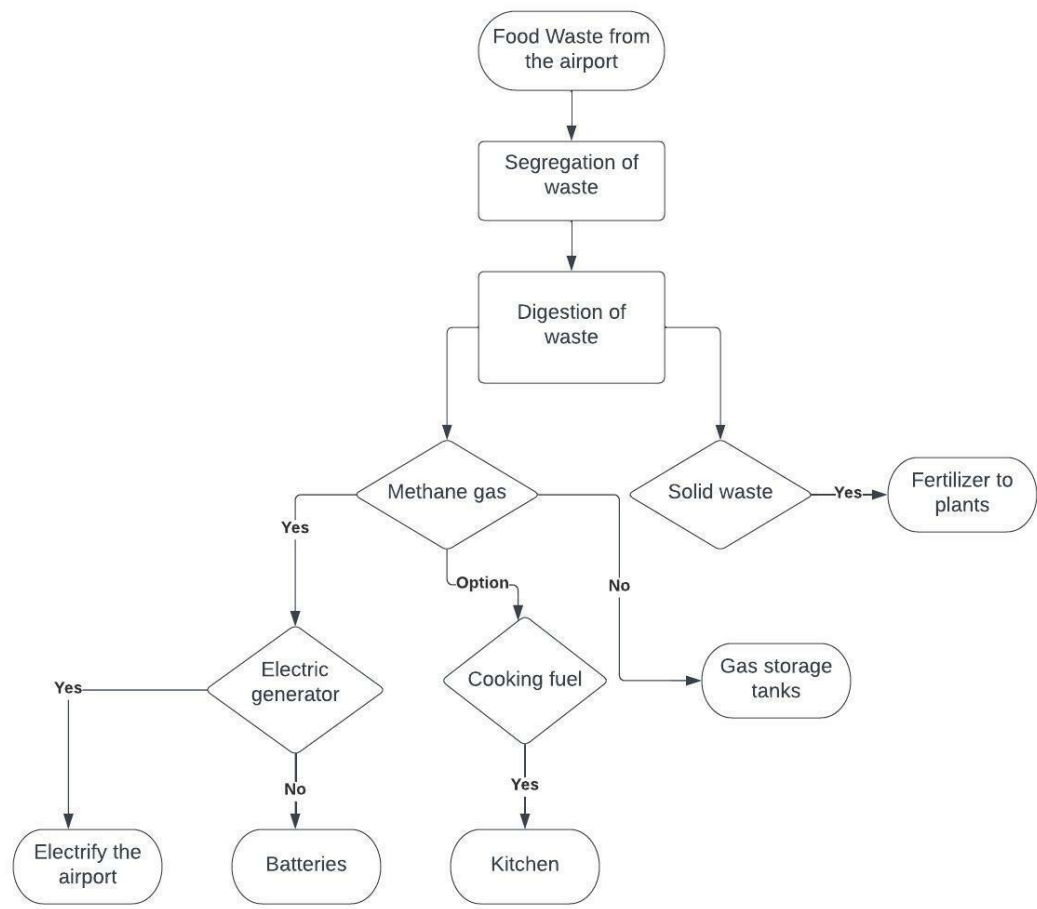 Food Waste from
the airport
Segregation of
waste
Digestion of
waste
Methane gas
Solid waste
Yes
Fertilizer to
plants
Yes
Option
No
Electric
generator
Cooking fuel
Gas storage
tanks
Yes
No
Yes
Electrify the
airport
Batteries
Kitchen